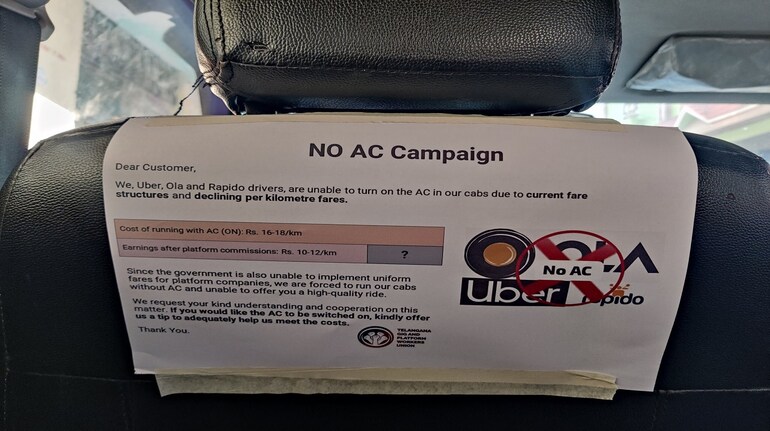 NO AC Campaign
Dear Customer,
We, Uber, Ola and Rapido drivers, are unable to turn on the AC in our cabs due to current fare
structures and declining per kilometre fares.
Cost of running with AC (ON): Rs. 16-18/km
Earnings after platform commissions: Rs. 10-12/km ?
Since the government is also unable to implement uniform
fares for platform companies, we are forced to run our cabs
without AC and unable to offer you a high-quality ride.
We request your kind understanding and cooperation on this
matter. If you would like the AC to be switched on, kindly offer
us a tip to adequately help us meet the costs.
Thank You.
TELANGANA
GIG AND
PLATFORM
WORKERS
UNION
OLA
No AC
Uber rapido